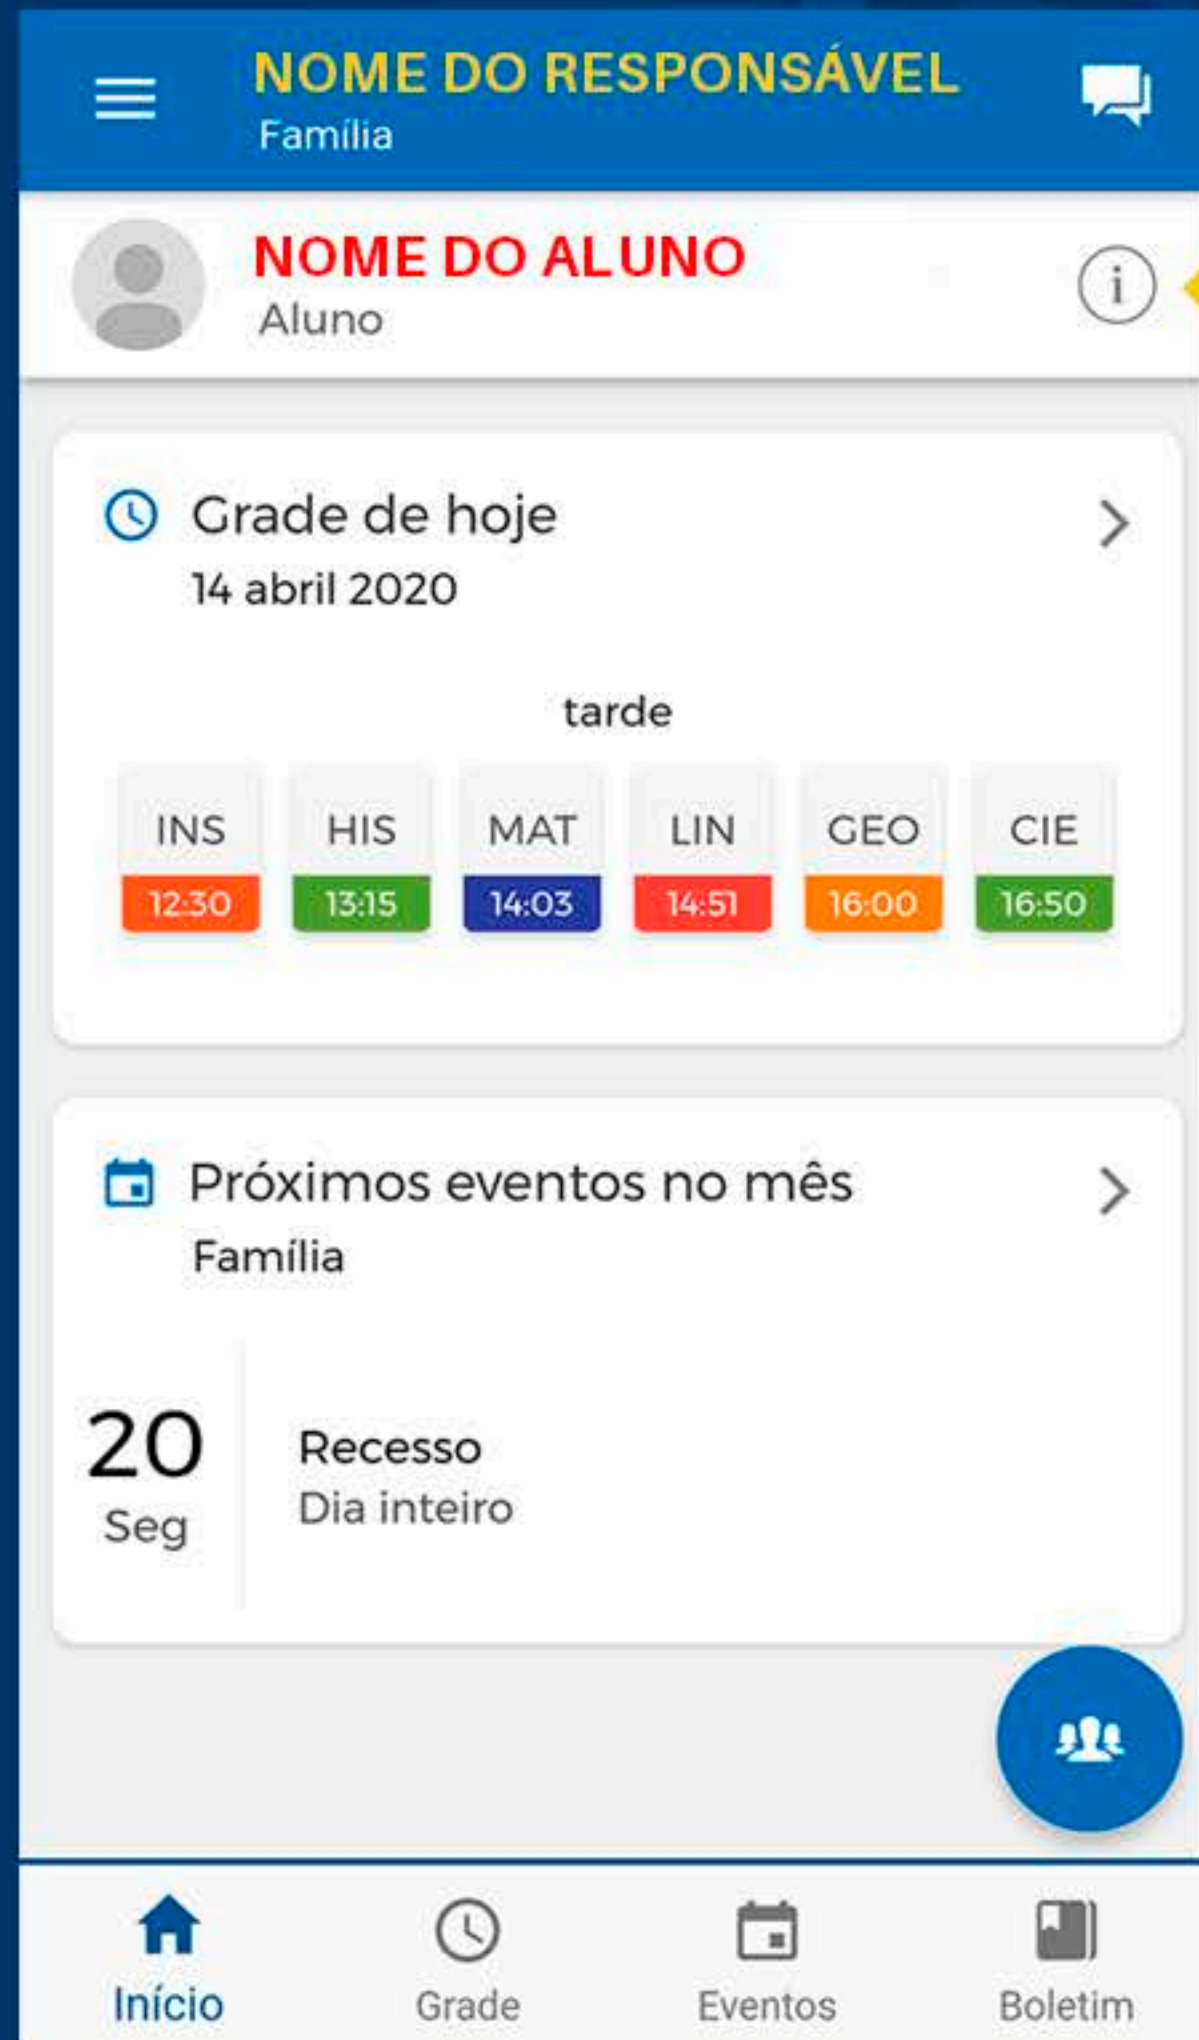 NOME DO RESPONSÁVEL
Família
NOME DO ALUNO
Aluno
i
Grade de hoje
14 abril 2020
tarde
INS HIS MAT LIN GEO CIE
12:30 13:15 14:03 14:51 16:00 16:50
Próximos eventos no mês
Família
20
Seg
Recesso
Dia inteiro
Início Grade Eventos Boletim